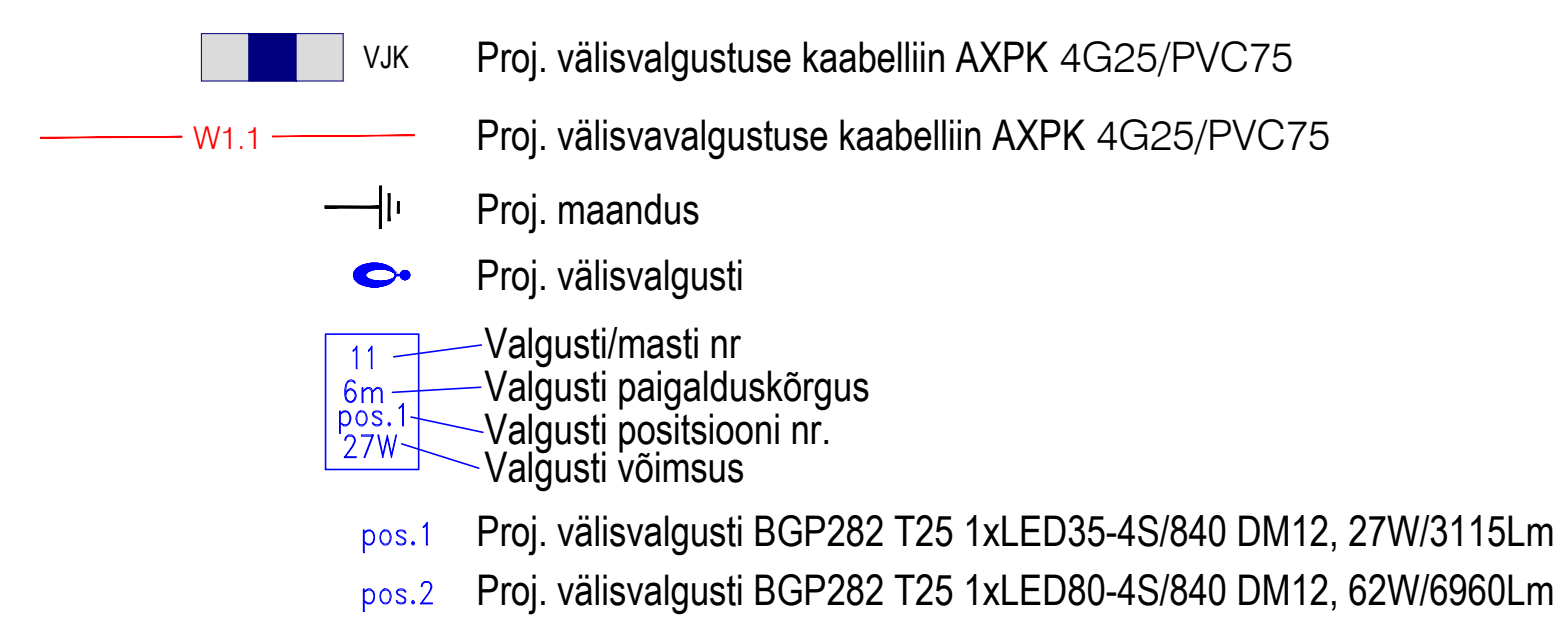 VJK Proj. välisvalgustuse kaabelliin AXPK 4G25/PVC75
W1.1 Proj. välisvavalgustuse kaabelliin AXPK 4G25/PVC75
Proj. maandus
Proj. välisvalgusti
11 Valgusti/masti nr
6m Valgusti paigalduskõrgus
pos.1 Valgusti positsiooni nr.
27W Valgusti võimsus
pos.1 Proj. välisvalgusti BGP282 T25 1xLED35-4S/840 DM12, 27W/3115Lm
pos.2 Proj. välisvalgusti BGP282 T25 1xLED80-4S/840 DM12, 62W/6960Lm